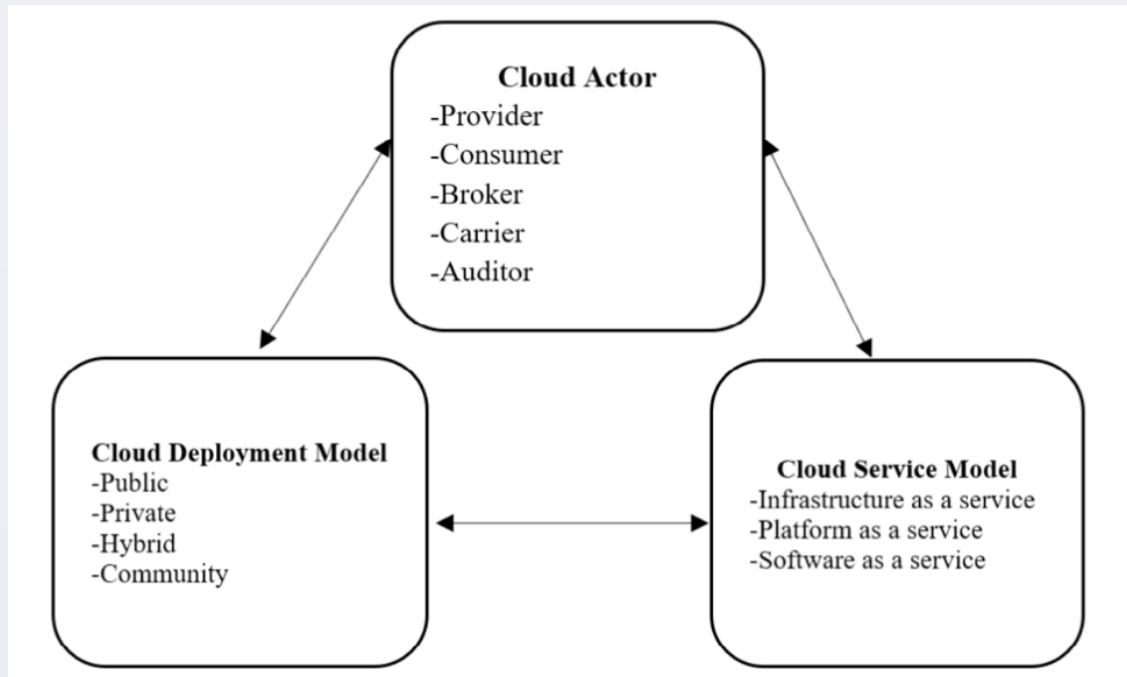 Cloud Actor
-Provider
-Consumer
-Broker
-Carrier
-Auditor
Cloud Deployment Model
-Public
-Private
-Hybrid
-Community
Cloud Service Model
-Infrastructure as a service
-Platform as a service
-Software as a service